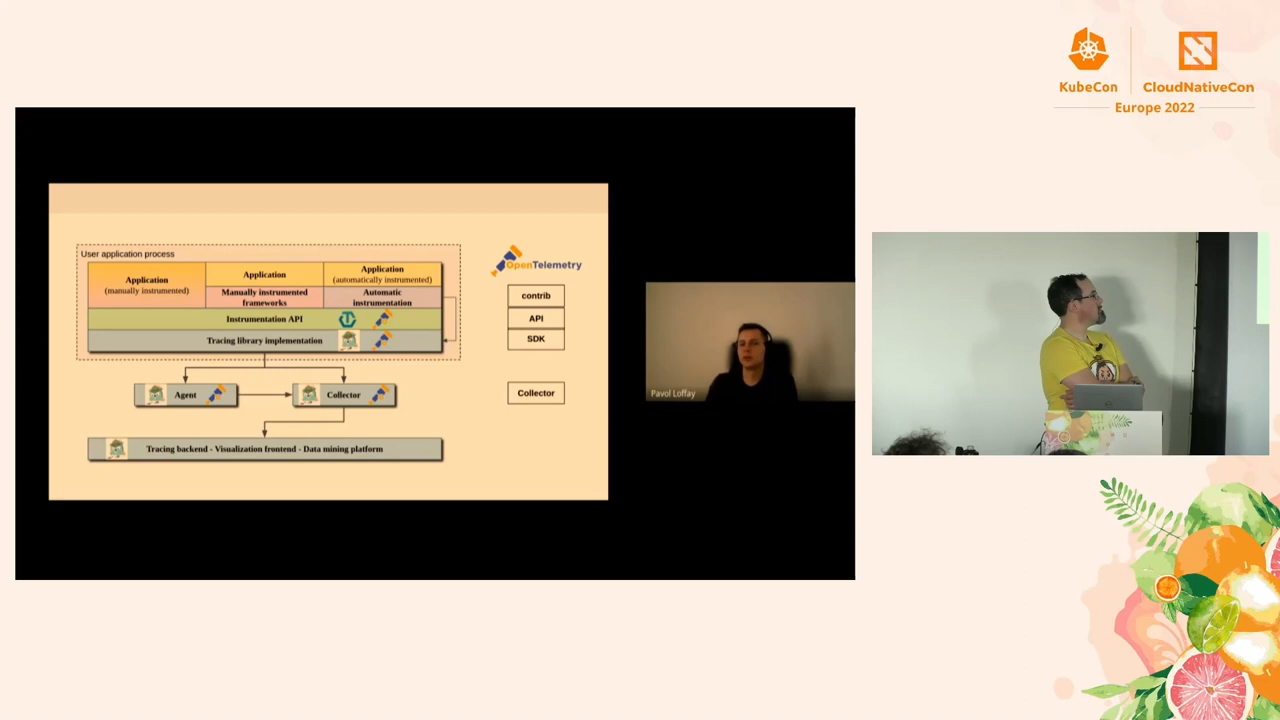 KubeCon
CloudNativeCon
Europe 2022
User application process
Application
(manually instrumented)
Application
Manually instrumented
frameworks
Application
(automatically instrumented)
Automatic
instrumentation
Instrumentation API
Tracing library implementation
Agent
Collector
Tracing backend - Visualization frontend - Data mining platform
OpenTelemetry
contrib
API
SDK
Collector
Pavol Loffay